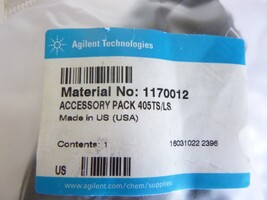 Agilent Technologies
Material No: 1170012
ACCESSORY PACK 405TS/LS
Made in US (USA)
Contents: 1
16031022 2396
US
www.agilent.com/chem/supplies